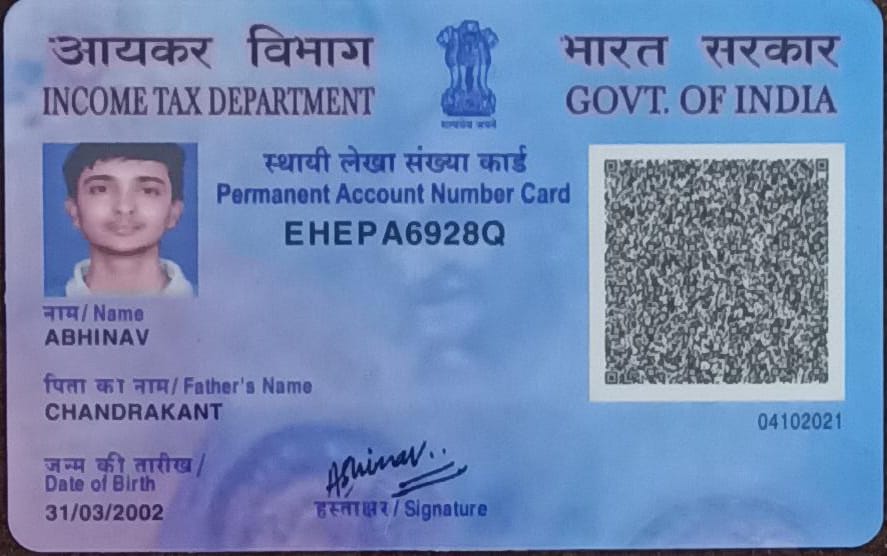 आयकर विभाग
INCOME TAX DEPARTMENT
भारत सरकार
GOVT. OF INDIA
सत्यमेव जयते
स्थायी लेखा संख्या कार्ड
Permanent Account Number Card
EHEPA6928Q
नाम/ Name
ABHINAV
पिता का नाम/ Father's Name
CHANDRAKANT
04102021
जन्म की तारीख/
Date of Birth
31/03/2002
Abhinav..
हस्ताक्षर/ Signature